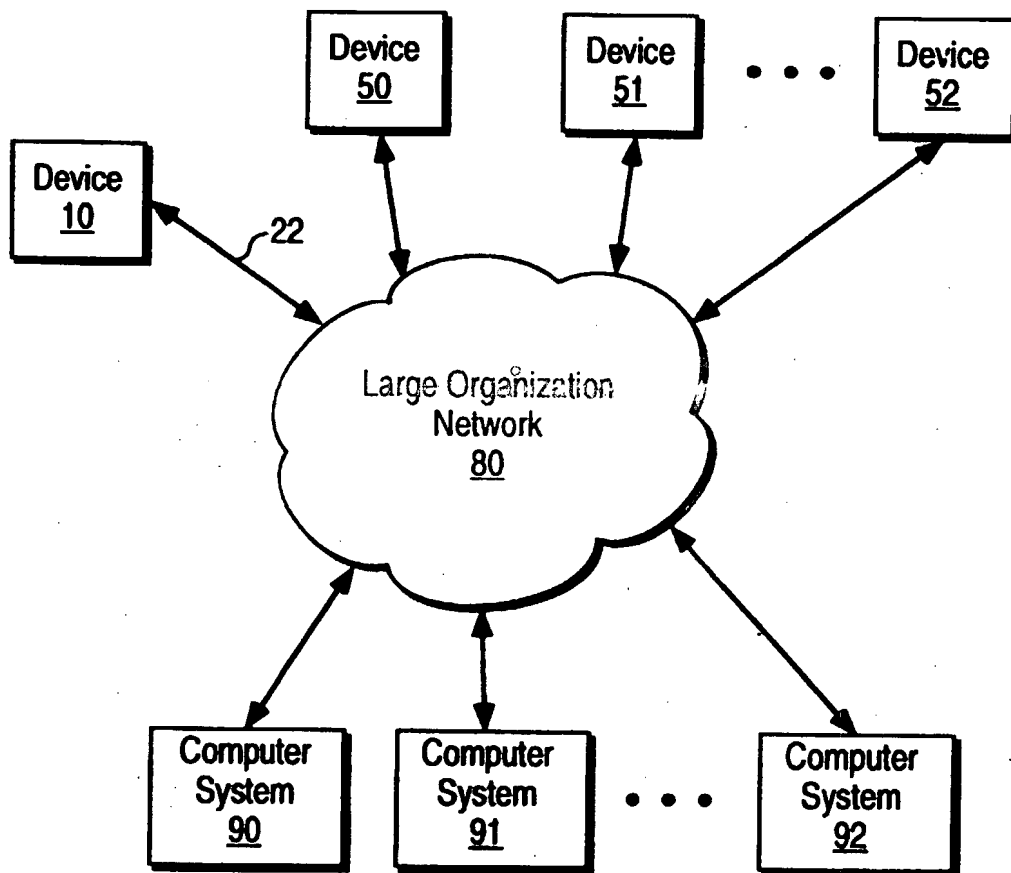 Device
50
Device
51
Device
52
Device
10
22
Large Organization
Network
80
Computer
System
90
Computer
System
91
Computer
System
92